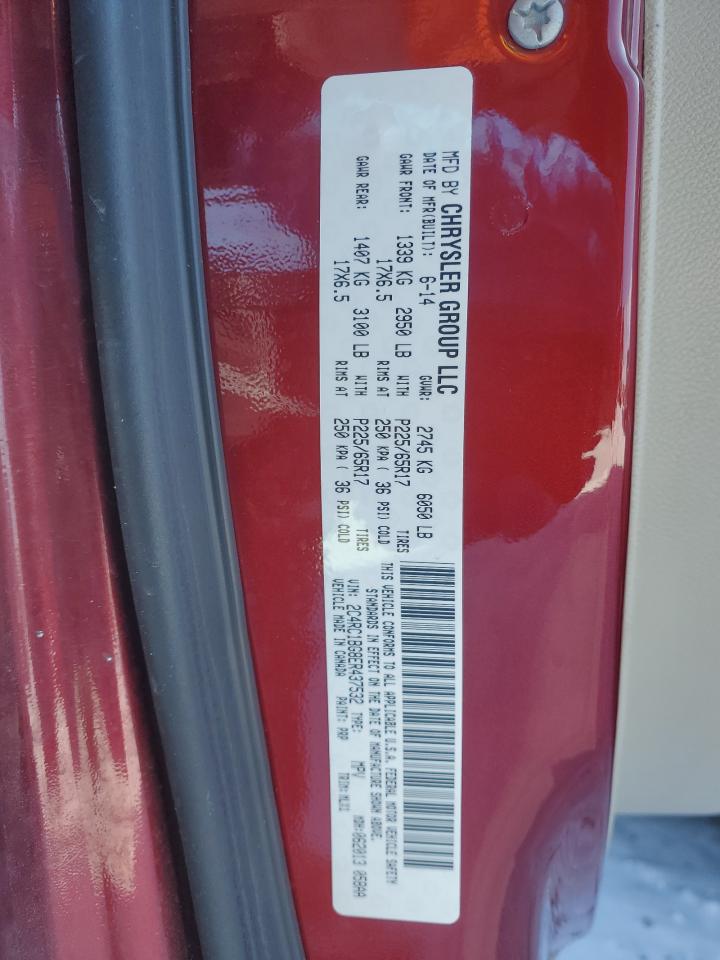 MFD BY CHRYSLER GROUP LLC
DATE OF MFR(BUILT): 6-14 GVWR: 2745 KG 6050 LB
GAWR FRONT: 1339 KG 2950 LB WITH P225/65R17 TIRES
17X6.5 RIMS AT 250 KPA ( 36 PSI) COLD
GAWR REAR: 1407 KG 3100 LB WITH P225/65R17 TIRES
17X6.5 RIMS AT 250 KPA ( 36 PSI) COLD
THIS VEHICLE CONFORMS TO ALL APPLICABLE U.S.A. FEDERAL MOTOR VEHICLE SAFETY
STANDARDS IN EFFECT ON THE DATE OF MANUFACTURE SHOWN ABOVE.
VIN: 2C4RC1BG8ER437532 TYPE: MPV MDH:062013 058AA
VEHICLE MADE IN CANADA PAINT: PRP TRIM: